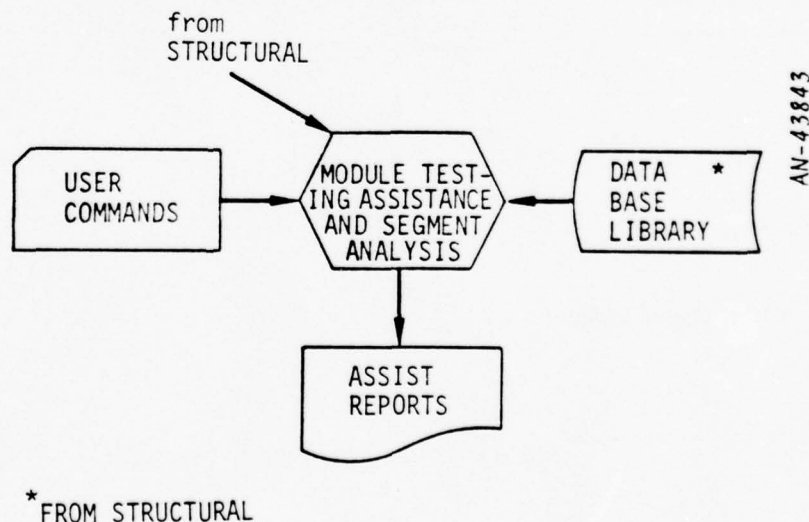 from
STRUCTURAL
AN-43843
USER
COMMANDS
MODULE TEST-
ING ASSISTANCE
AND SEGMENT
ANALYSIS
DATA *
BASE
LIBRARY
ASSIST
REPORTS
*FROM STRUCTURAL